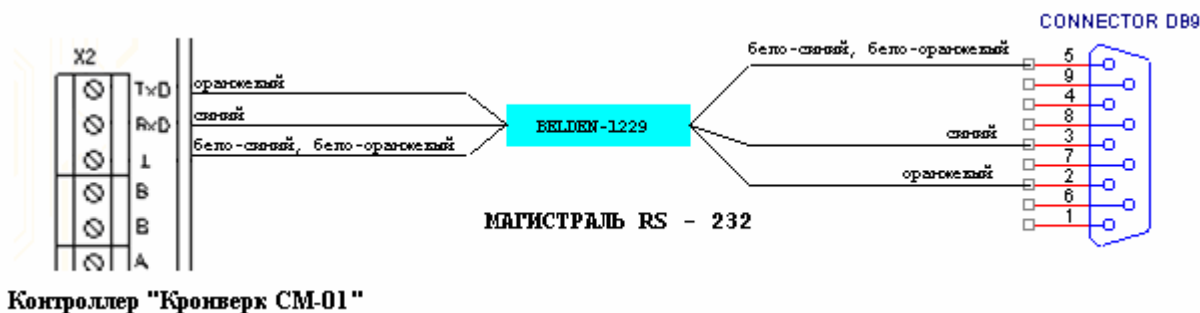 CONNECTOR DB9
X2
бело-синий, бело-оранжевый
5
9
TxD
оранжевый
4
RxD
синий
BELDEN-1229
8
синий
3
⊥
бело-синий, бело-оранжевый
7
оранжевый
2
B
6
B
МАГИСТРАЛЬ RS - 232
1
A
Контроллер "Кронверк СМ-01"